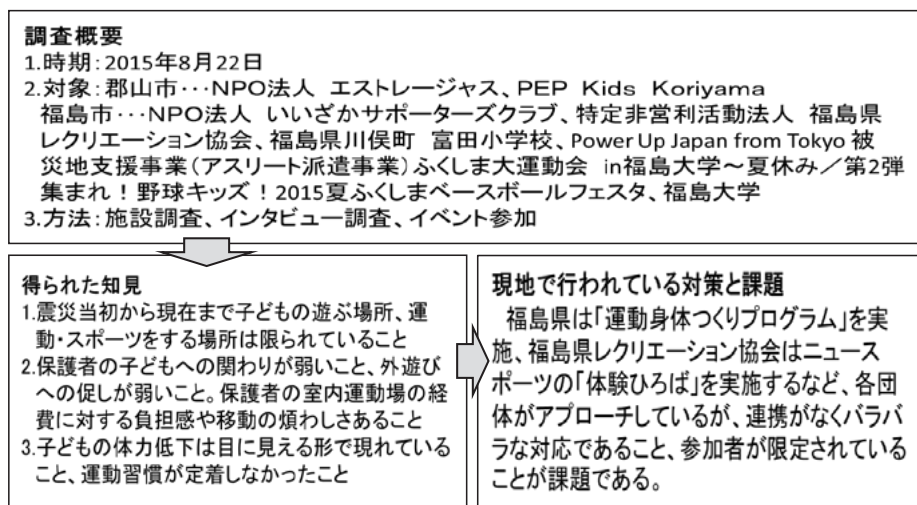 調査概要
1.時期：2015年8月22日
2.対象：郡山市･･･NPO法人 エストレージャス、PEP Kids Koriyama
福島市･･･NPO法人 いいざかサポーターズクラブ、特定非営利活動法人 福島県
レクリエーション協会、福島県川俣町 富田小学校、Power Up Japan from Tokyo 被
災地支援事業（アスリート派遣事業）ふくしま大運動会 in福島大学～夏休み／第2弾
集まれ！野球キッズ！2015夏ふくしまベースボールフェスタ、福島大学
3.方法：施設調査、インタビュー調査、イベント参加
得られた知見
1.震災当初から現在まで子どもの遊ぶ場所、運
動・スポーツをする場所は限られていること
2.保護者の子どもへの関わりが弱いこと、外遊び
への促しが弱いこと。保護者の室内運動場の経
費に対する負担感や移動の煩わしさあること
3.子どもの体力低下は目に見える形で現れている
こと、運動習慣が定着しなかったこと
現地で行われている対策と課題
福島県は「運動身体つくりプログラム」を実
施、福島県レクリエーション協会はニュース
ポーツの「体験ひろば」を実施するなど、各団
体がアプローチしているが、連携がなくバラバ
ラな対応であること、参加者が限定されている
ことが課題である。